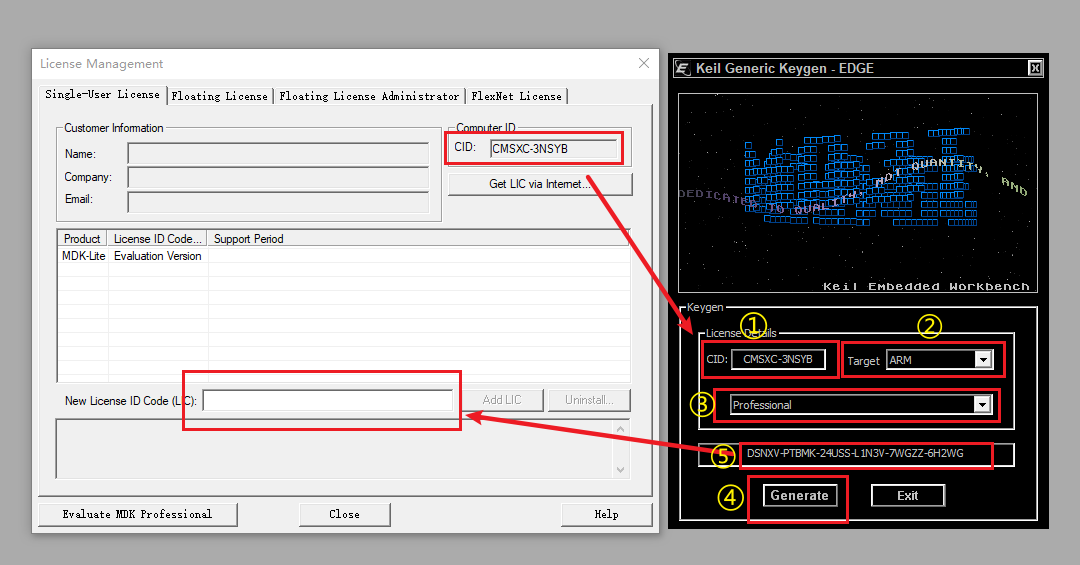 License Management
Single-User License
Floating License
Floating License Administrator
FlexNet License
Customer Information
Name:
Company:
Email:
Computer ID
CID: CMSXC-3NSYB
Get LIC via Internet...
Product License ID Code... Support Period
MDK-Lite Evaluation Version
New License ID Code (LIC):
Add LIC
Uninstall...
Evaluate MDK Professional
Close
Help
Keil Generic Keygen - EDGE
DEDICATED TO QUALITY, NOT QUANTITY, AND
Keil Embedded Workbench
Keygen
License Details
①
②
CID: CMSXC-3NSYB
Target ARM
③ Professional
⑤ DSNXV-PTBMK-24USS-L1N3V-7WGZZ-6H2WG
④ Generate
Exit